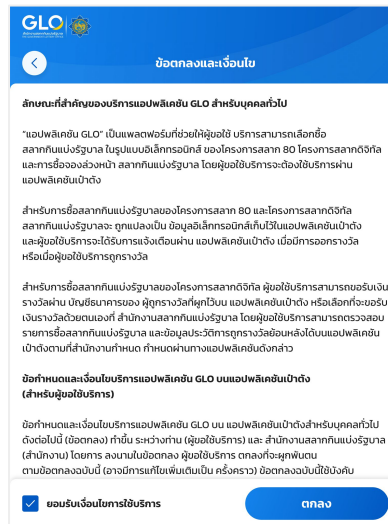 GLO
สำนักงานสลากกินแบ่งรัฐบาล
ข้อตกลงและเงื่อนไข
ลักษณะที่สำคัญของบริการแอปพลิเคชัน GLO สำหรับบุคคลทั่วไป
“แอปพลิเคชัน GLO” เป็นแพลตฟอร์มที่ช่วยให้ผู้ขอใช้ บริการสามารถเลือกซื้อ
สลากกินแบ่งรัฐบาล ในรูปแบบอิเล็กทรอนิกส์ ของโครงการสลาก 80 โครงการสลากดิจิทัล
และการซื้อจองล่วงหน้า สลากกินแบ่งรัฐบาล โดยผู้ขอใช้บริการจะต้องใช้บริการผ่าน
แอปพลิเคชันเป๋าตัง
สำหรับการซื้อสลากกินแบ่งรัฐบาลของโครงการสลาก 80 และโครงการสลากดิจิทัล
สลากกินแบ่งรัฐบาลจะ ถูกแปลงเป็น ข้อมูลอิเล็กทรอนิกส์เก็บไว้ในแอปพลิเคชันเป๋าตัง
และผู้ขอใช้บริการจะได้รับการแจ้งเตือนผ่าน แอปพลิเคชันเป๋าตัง เมื่อมีการออกรางวัล
หรือเมื่อผู้ขอใช้บริการถูกรางวัล
สำหรับการซื้อสลากกินแบ่งรัฐบาลของโครงการสลากดิจิทัล ผู้ขอใช้บริการสามารถขอรับเงิน
รางวัลผ่าน บัญชีธนาคารของ ผู้ถูกรางวัลที่ผูกไว้บน แอปพลิเคชันเป๋าตัง หรือเลือกที่จะขอรับ
เงินรางวัลด้วยตนเองที่ สำนักงานสลากกินแบ่งรัฐบาล โดยผู้ขอใช้บริการสามารถตรวจสอบ
รายการซื้อสลากกินแบ่งรัฐบาล และข้อมูลประวัติการถูกรางวัลย้อนหลังได้บนแอปพลิเคชัน
เป๋าตังตามที่สำนักงานกำหนด กำหนดผ่านทางแอปพลิเคชันดังกล่าว
ข้อกำหนดและเงื่อนไขบริการแอปพลิเคชัน GLO บนแอปพลิเคชันเป๋าตัง
(สำหรับผู้ขอใช้บริการ)
ข้อกำหนดและเงื่อนไขบริการแอปพลิเคชัน GLO บน แอปพลิเคชันเป๋าตังสำหรับบุคคลทั่วไป
ดังต่อไปนี้ (ข้อตกลง) ทำขึ้น ระหว่างท่าน (ผู้ขอใช้บริการ) และ สำนักงานสลากกินแบ่งรัฐบาล
(สำนักงาน) โดยการ ลงนามในข้อตกลง ผู้ขอใช้บริการ ตกลงที่จะผูกพันตน
ตามข้อตกลงฉบับนี้ (อาจมีการแก้ไขเพิ่มเติมเป็น ครั้งคราว) ข้อตกลงฉบับนี้ใช้บังคับ
ยอมรับเงื่อนไขการใช้บริการ
ตกลง